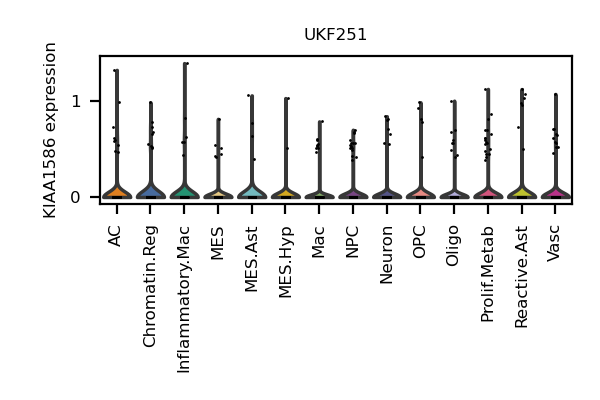 UKF251
KIAA1586 expression
1
0
AC
Chromatin.Reg
Inflammatory.Mac
MES
MES.Ast
MES.Hyp
Mac
NPC
Neuron
OPC
Oligo
Prolif.Metab
Reactive.Ast
Vasc